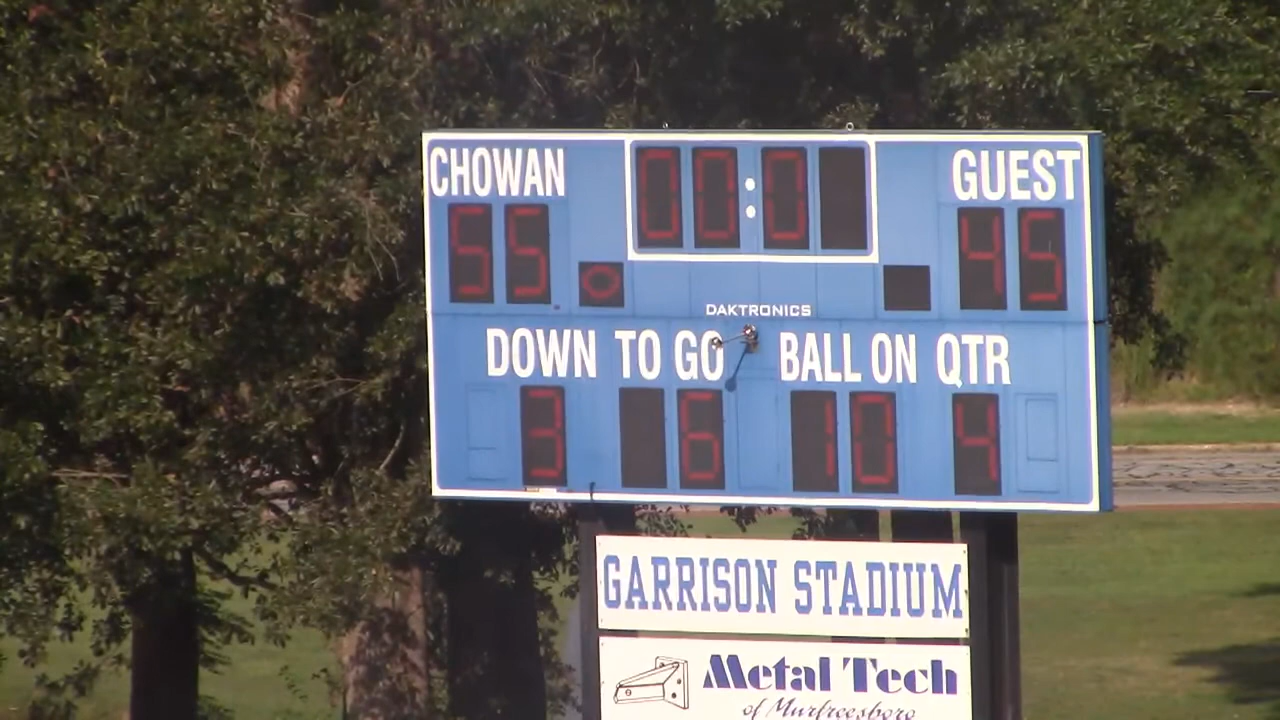 CHOWAN 00:0 GUEST
55 0 45
DAKTRONICS
DOWN TO GO BALL ON QTR
3 6 10 4
GARRISON STADIUM
Metal Tech
of Murfreesboro